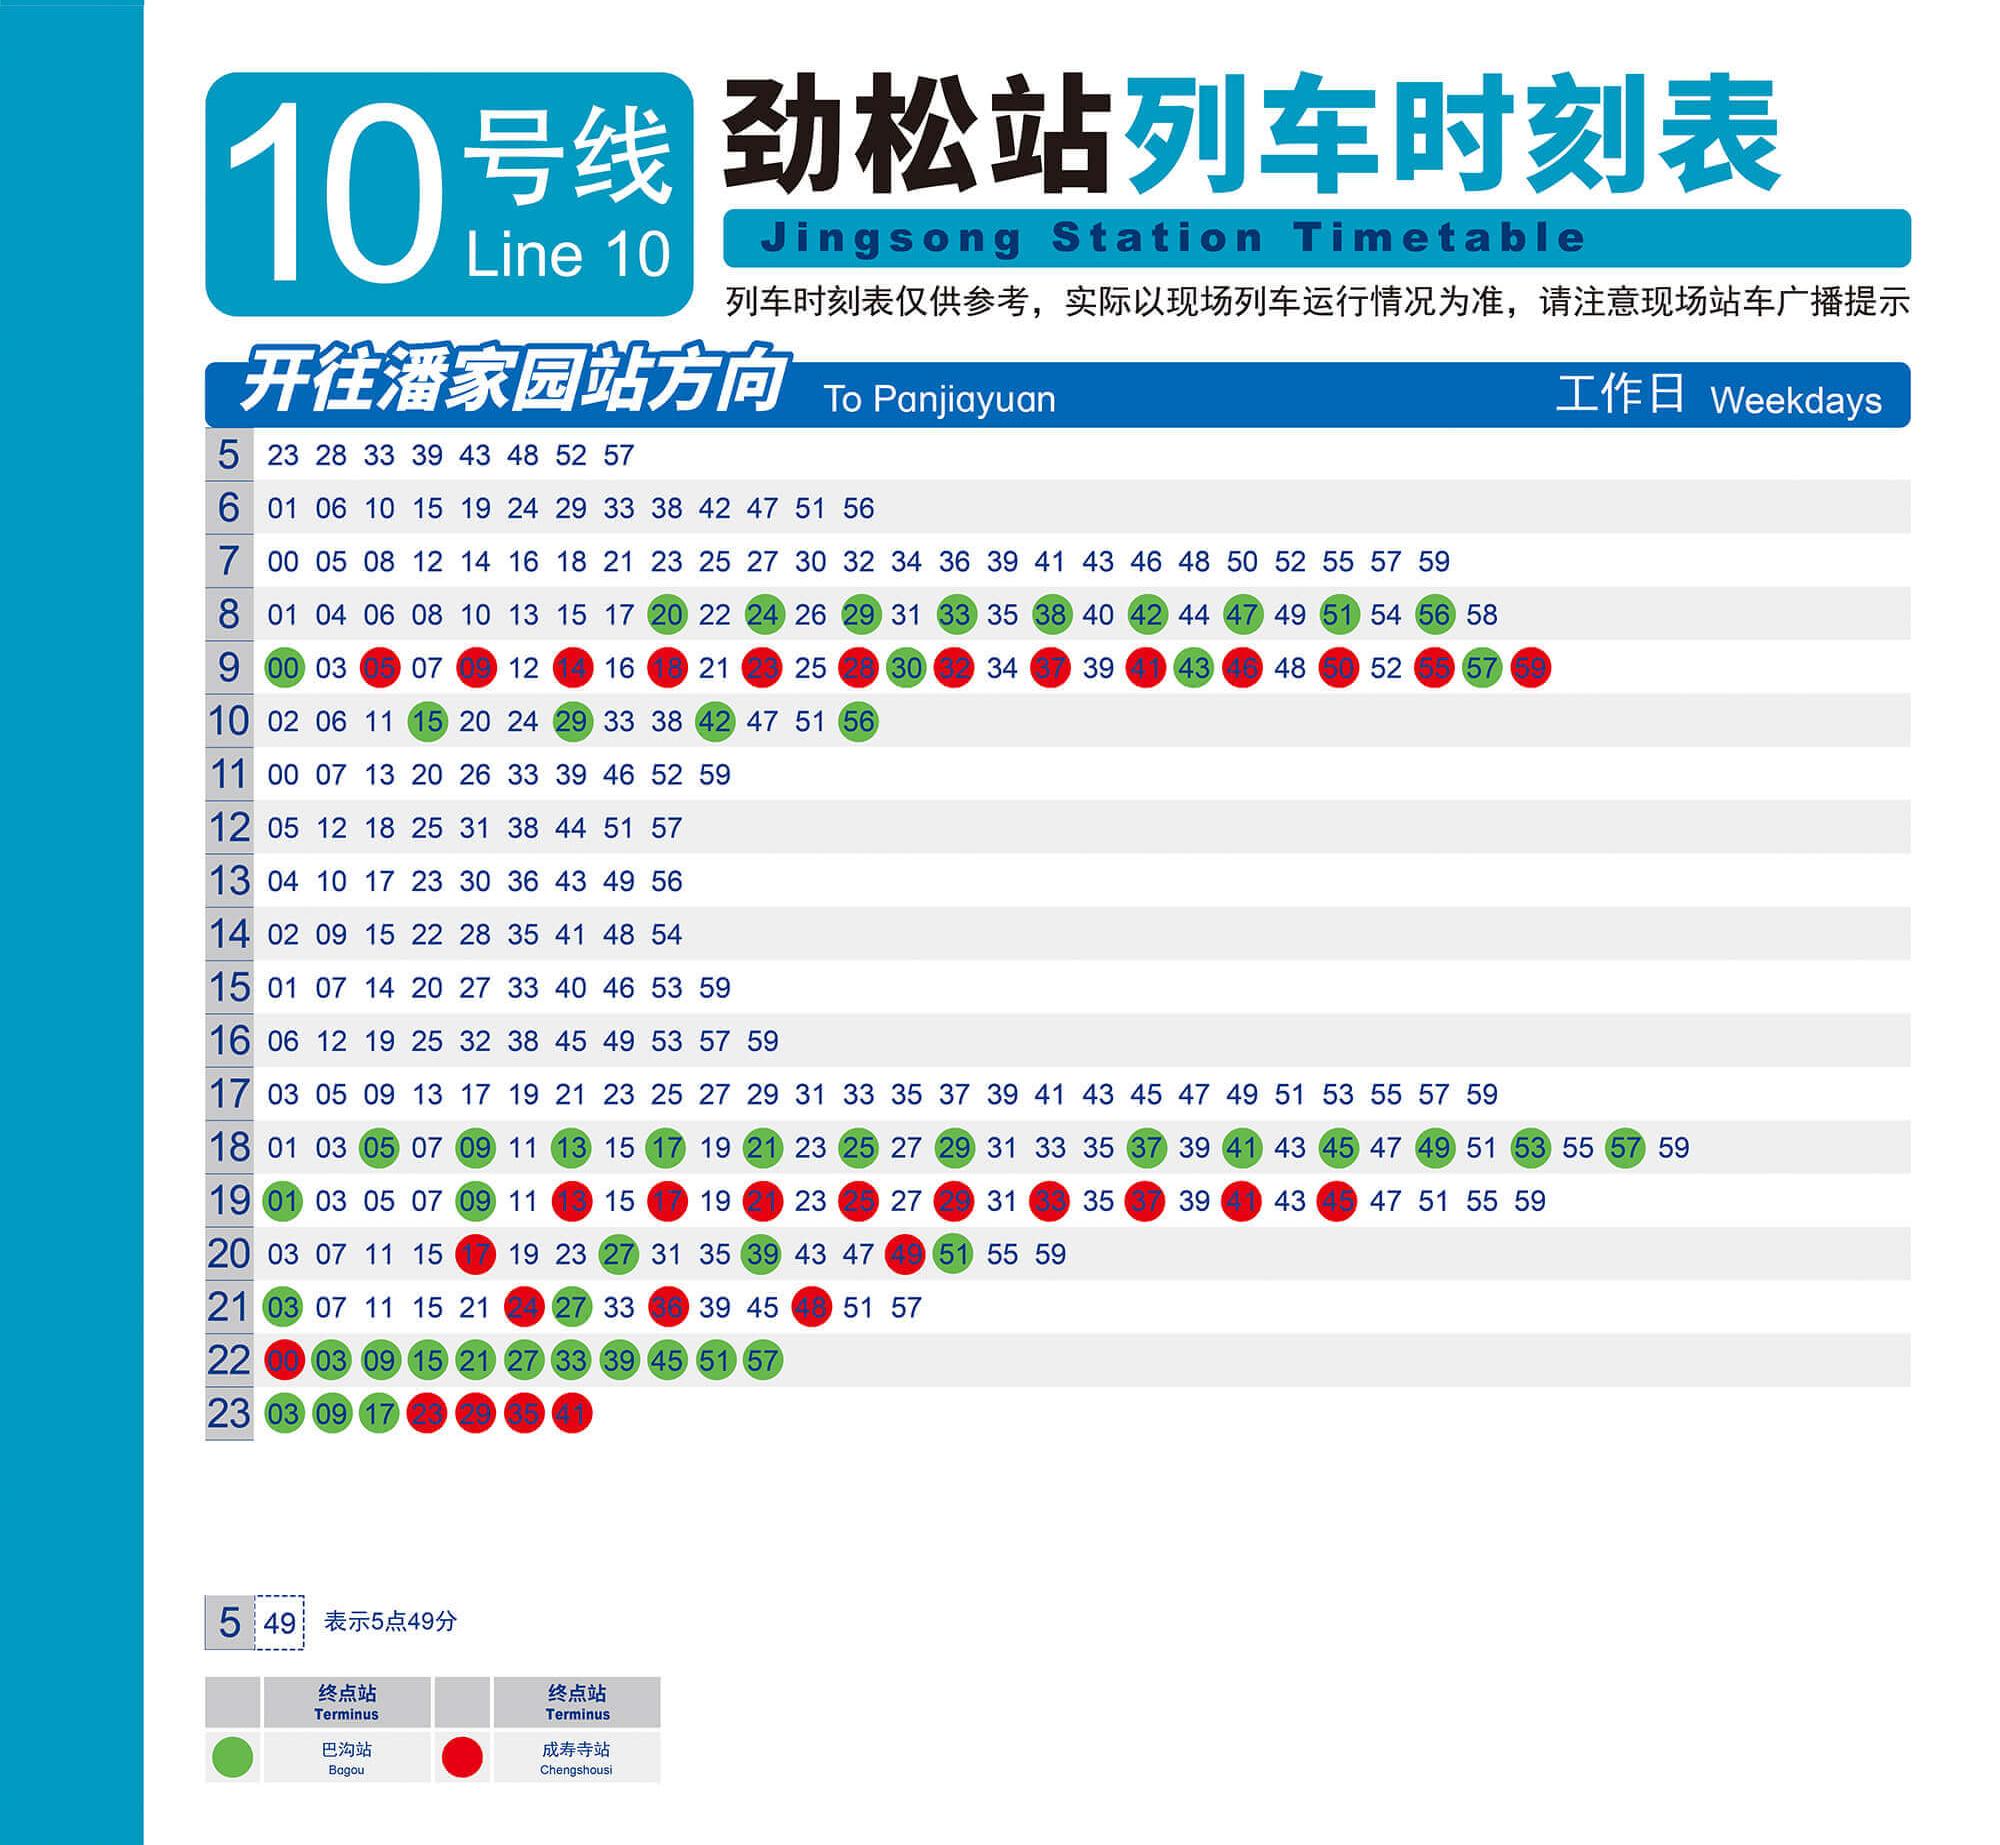 10号线
Line 10
劲松站列车时刻表
Jingsong Station Timetable
列车时刻表仅供参考，实际以现场列车运行情况为准，请注意现场站车广播提示
开往潘家园站方向 To Panjiayuan 工作日 Weekdays
5 23 28 33 39 43 48 52 57
6 01 06 10 15 19 24 29 33 38 42 47 51 56
7 00 05 08 12 14 16 18 21 23 25 27 30 32 34 36 39 41 43 46 48 50 52 55 57 59
8 01 04 06 08 10 13 15 17 20 22 24 26 29 31 33 35 38 40 42 44 47 49 51 54 56 58
9 00 03 05 07 09 12 14 16 18 21 23 25 28 30 32 34 37 39 41 43 46 48 50 52 55 57 59
10 02 06 11 15 20 24 29 33 38 42 47 51 56
11 00 07 13 20 26 33 39 46 52 59
12 05 12 18 25 31 38 44 51 57
13 04 10 17 23 30 36 43 49 56
14 02 09 15 22 28 35 41 48 54
15 01 07 14 20 27 33 40 46 53 59
16 06 12 19 25 32 38 45 49 53 57 59
17 03 05 09 13 17 19 21 23 25 27 29 31 33 35 37 39 41 43 45 47 49 51 53 55 57 59
18 01 03 05 07 09 11 13 15 17 19 21 23 25 27 29 31 33 35 37 39 41 43 45 47 49 51 53 55 57 59
19 01 03 05 07 09 11 13 15 17 19 21 23 25 27 29 31 33 35 37 39 41 43 45 47 51 55 59
20 03 07 11 15 17 19 23 27 31 35 39 43 47 49 51 55 59
21 03 07 11 15 21 24 27 33 36 39 45 48 51 57
22 00 03 09 15 21 27 33 39 45 51 57
23 03 09 17 23 29 35 41
5 49 表示5点49分
终点站 终点站
Terminus Terminus
巴沟站 成寿寺站
Bagou Chengshousi